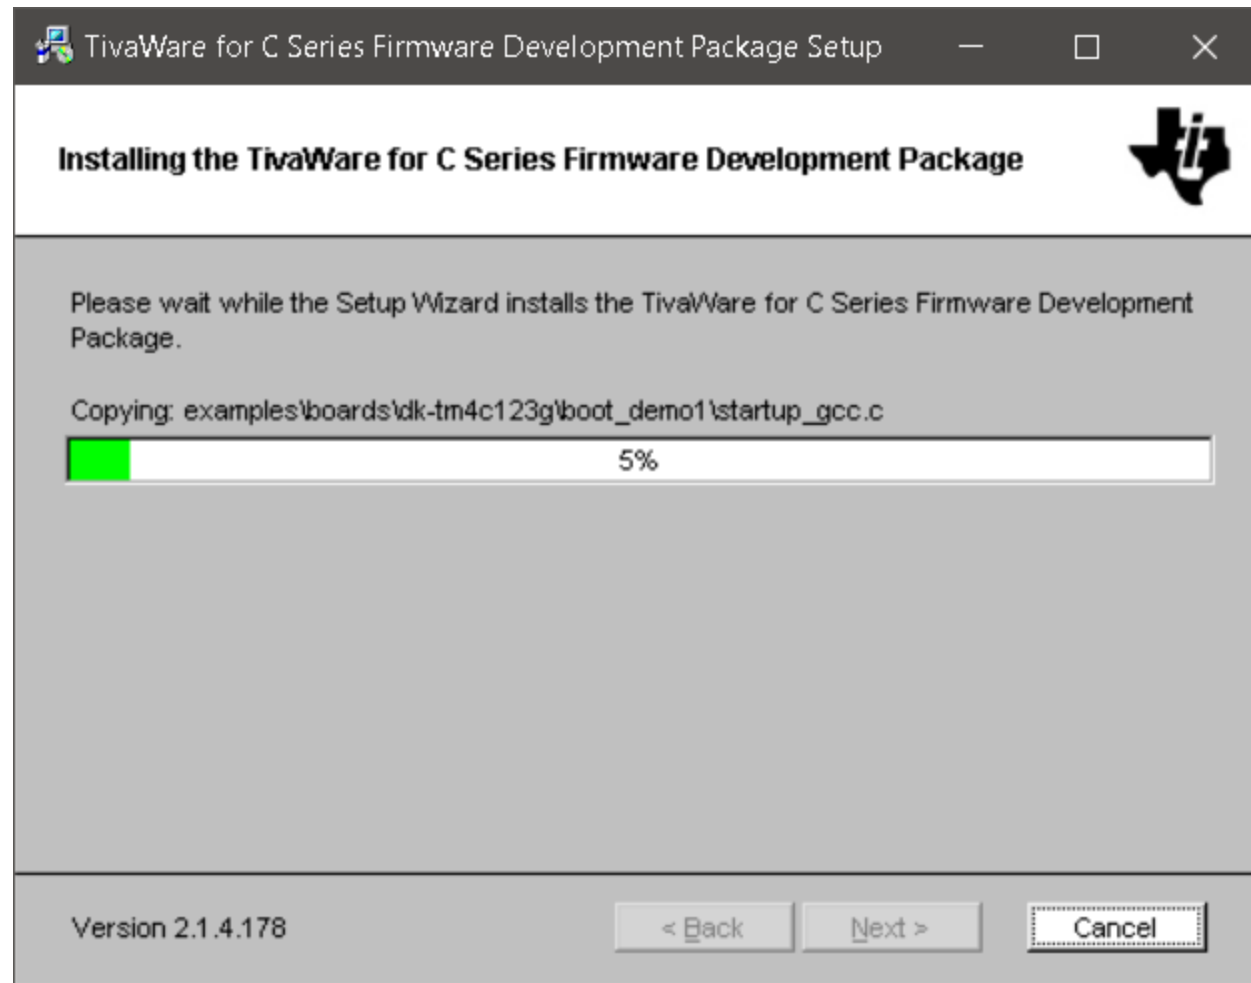 TivaWare for C Series Firmware Development Package Setup
Installing the TivaWare for C Series Firmware Development Package
ti
Please wait while the Setup Wizard installs the TivaWare for C Series Firmware Development
Package.
Copying: examples\boards\dk-tm4c123g\boot_demo1\startup_gcc.c
5%
Version 2.1.4.178
< Back
Next >
Cancel